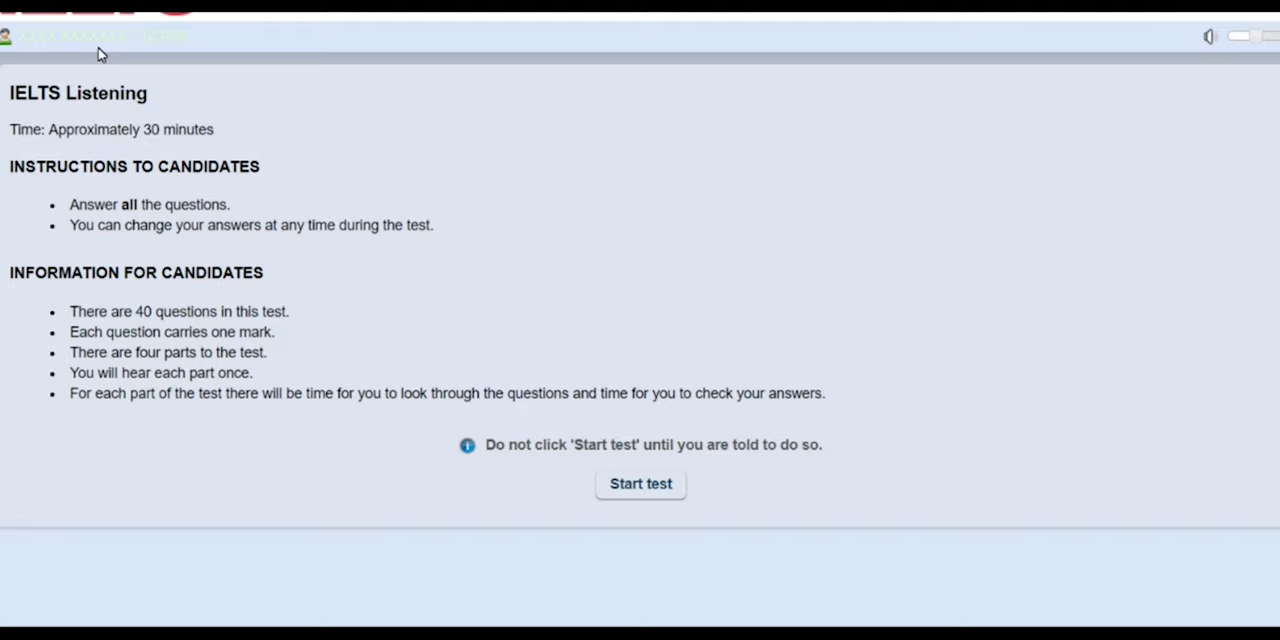 IELTS Listening
Time: Approximately 30 minutes
INSTRUCTIONS TO CANDIDATES
• Answer all the questions.
• You can change your answers at any time during the test.
INFORMATION FOR CANDIDATES
• There are 40 questions in this test.
• Each question carries one mark.
• There are four parts to the test.
• You will hear each part once.
• For each part of the test there will be time for you to look through the questions and time for you to check your answers.
Do not click 'Start test' until you are told to do so.
Start test